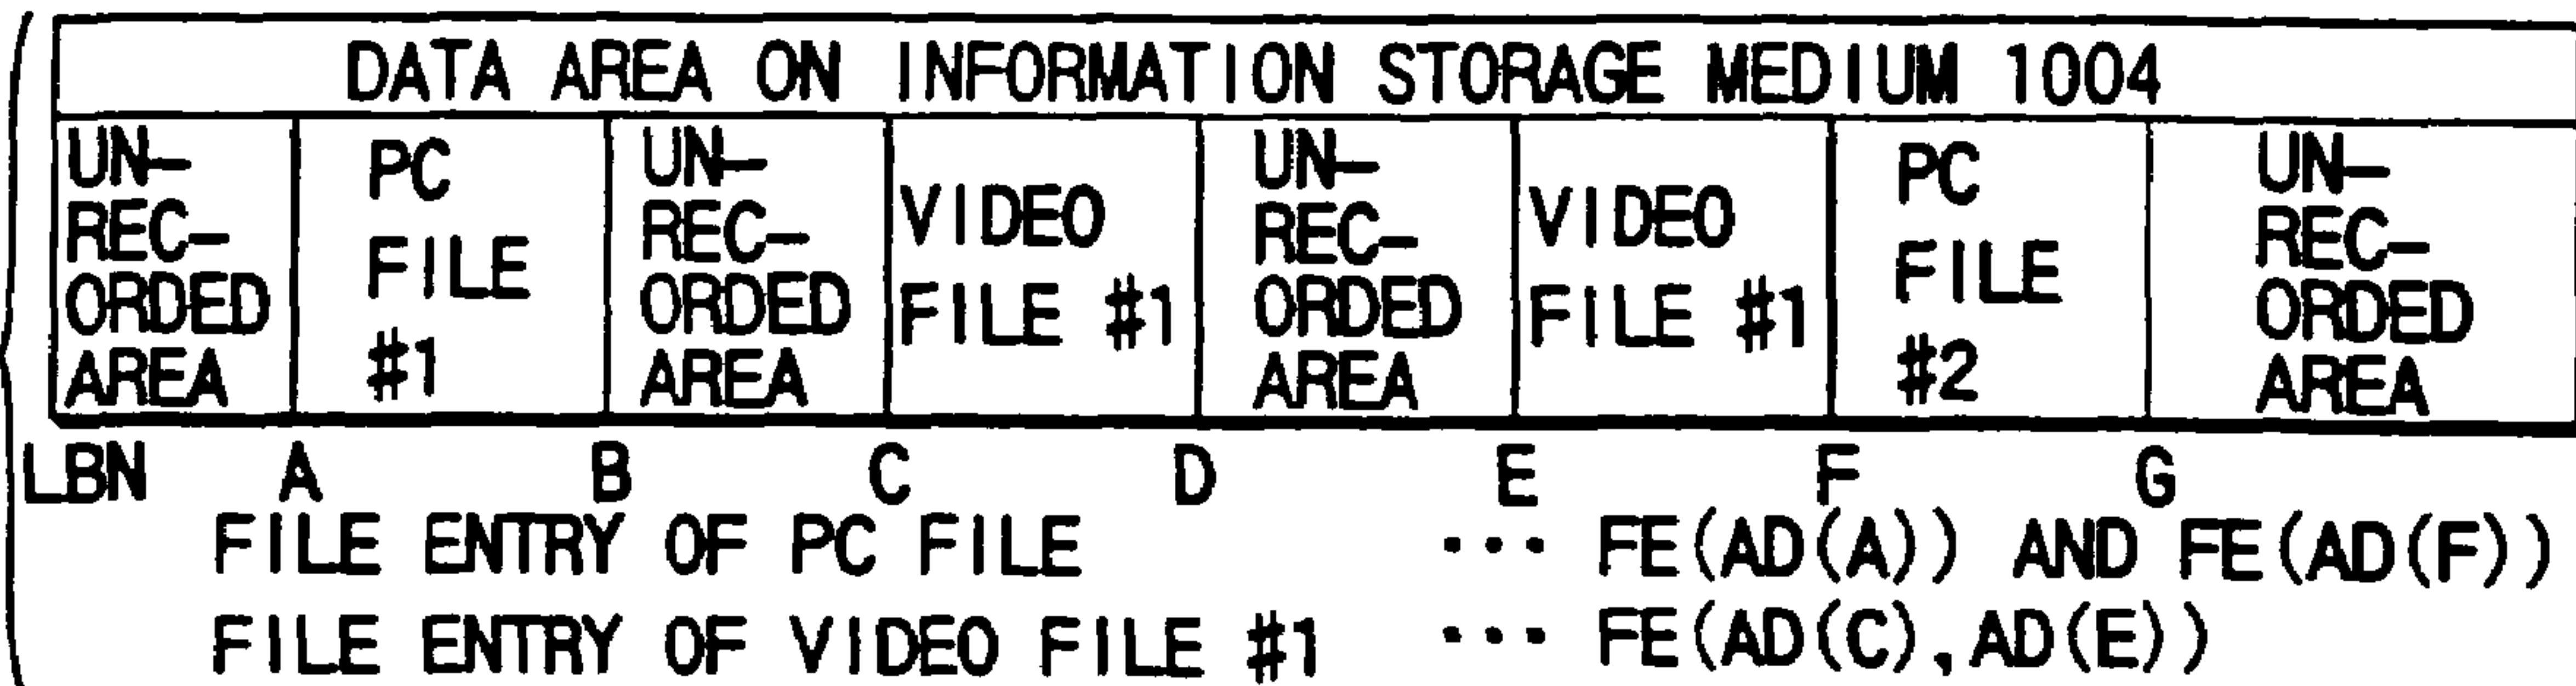 DATA AREA ON INFORMATION STORAGE MEDIUM 1004
UN-
REC-
ORDED
AREA
PC
FILE
#1
UN-
REC-
ORDED
AREA
VIDEO
FILE #1
UN-
REC-
ORDED
AREA
VIDEO
FILE #1
PC
FILE
#2
UN-
REC-
ORDED
AREA
LBN A B C D E F G
FILE ENTRY OF PC FILE ··· FE(AD(A)) AND FE(AD(F))
FILE ENTRY OF VIDEO FILE #1 ··· FE(AD(C),AD(E))